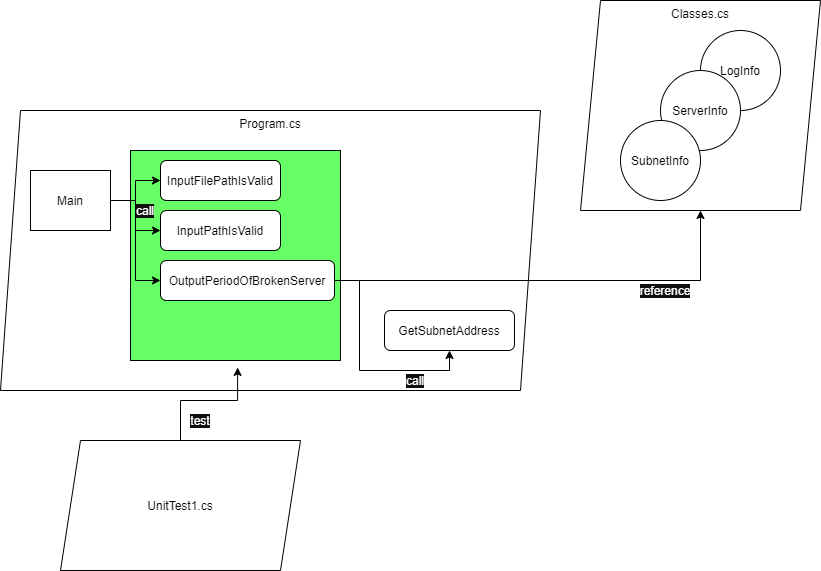 Classes.cs
LogInfo
ServerInfo
SubnetInfo
Program.cs
Main
call
InputFilePathIsValid
InputPathIsValid
OutputPeriodOfBrokenServer
reference
GetSubnetAddress
call
test
UnitTest1.cs